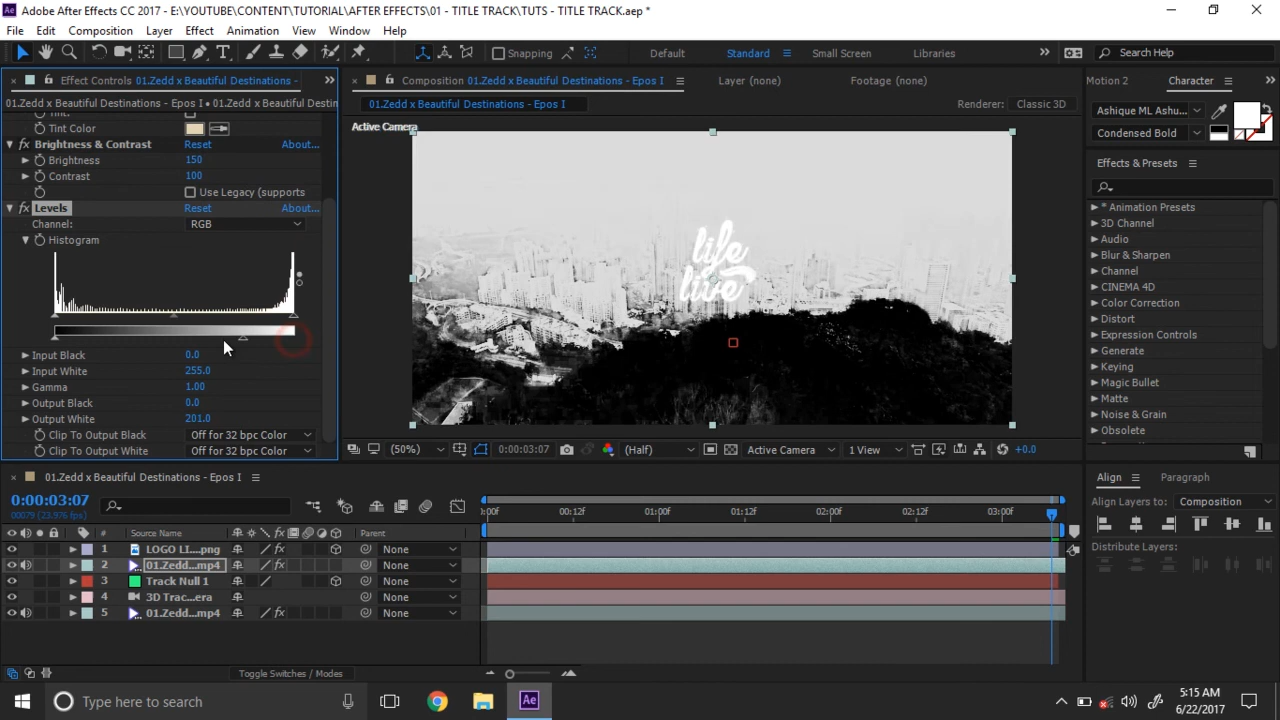 Adobe After Effects CC 2017 - E:\YOUTUBE\CONTENT\TUTORIAL\AFTER EFFECTS\01 - TITLE TRACK\TUTS - TITLE TRACK.aep *
File Edit Composition Layer Effect Animation View Window Help
Snapping Default Standard Small Screen Libraries Search Help
Effect Controls 01.Zedd x Beautiful Destinations - Composition 01.Zedd x Beautiful Destinations - Epos I Layer (none) Footage (none) Motion 2 Character
01.Zedd x Beautiful Destinations - Epos I • 01.Zedd x Beautiful Destin
01.Zedd x Beautiful Destinations - Epos I Renderer: Classic 3D
Ashique ML Ashu...
Condensed Bold
Active Camera
Tint Color
Brightness & Contrast Reset About...
Brightness 150
Contrast 100
Use Legacy (supports
Levels Reset About...
Channel: RGB
Histogram
Input Black 0.0
Input White 255.0
Gamma 1.00
Output Black 0.0
Output White 201.0
Clip To Output Black Off for 32 bpc Color
Clip To Output White Off for 32 bpc Color
life
live
Effects & Presets
* Animation Presets
3D Channel
Audio
Blur & Sharpen
Channel
CINEMA 4D
Color Correction
Distort
Expression Controls
Generate
Keying
Magic Bullet
Matte
Noise & Grain
Obsolete
(50%) 0:00:03:07 (Half) Active Camera 1 View +0.0
01.Zedd x Beautiful Destinations - Epos I
0:00:03:07
00079 (23.976 fps)
:00f 00:12f 01:00f 01:12f 02:00f 02:12f 03:00f
# Source Name Parent
1 LOGO LI....png None
2 01.Zedd...mp4 None
3 Track Null 1 None
4 3D Trac...era None
5 01.Zedd...mp4 None
Toggle Switches / Modes
Align Paragraph
Align Layers to: Composition
Distribute Layers:
Type here to search
5:15 AM
6/22/2017